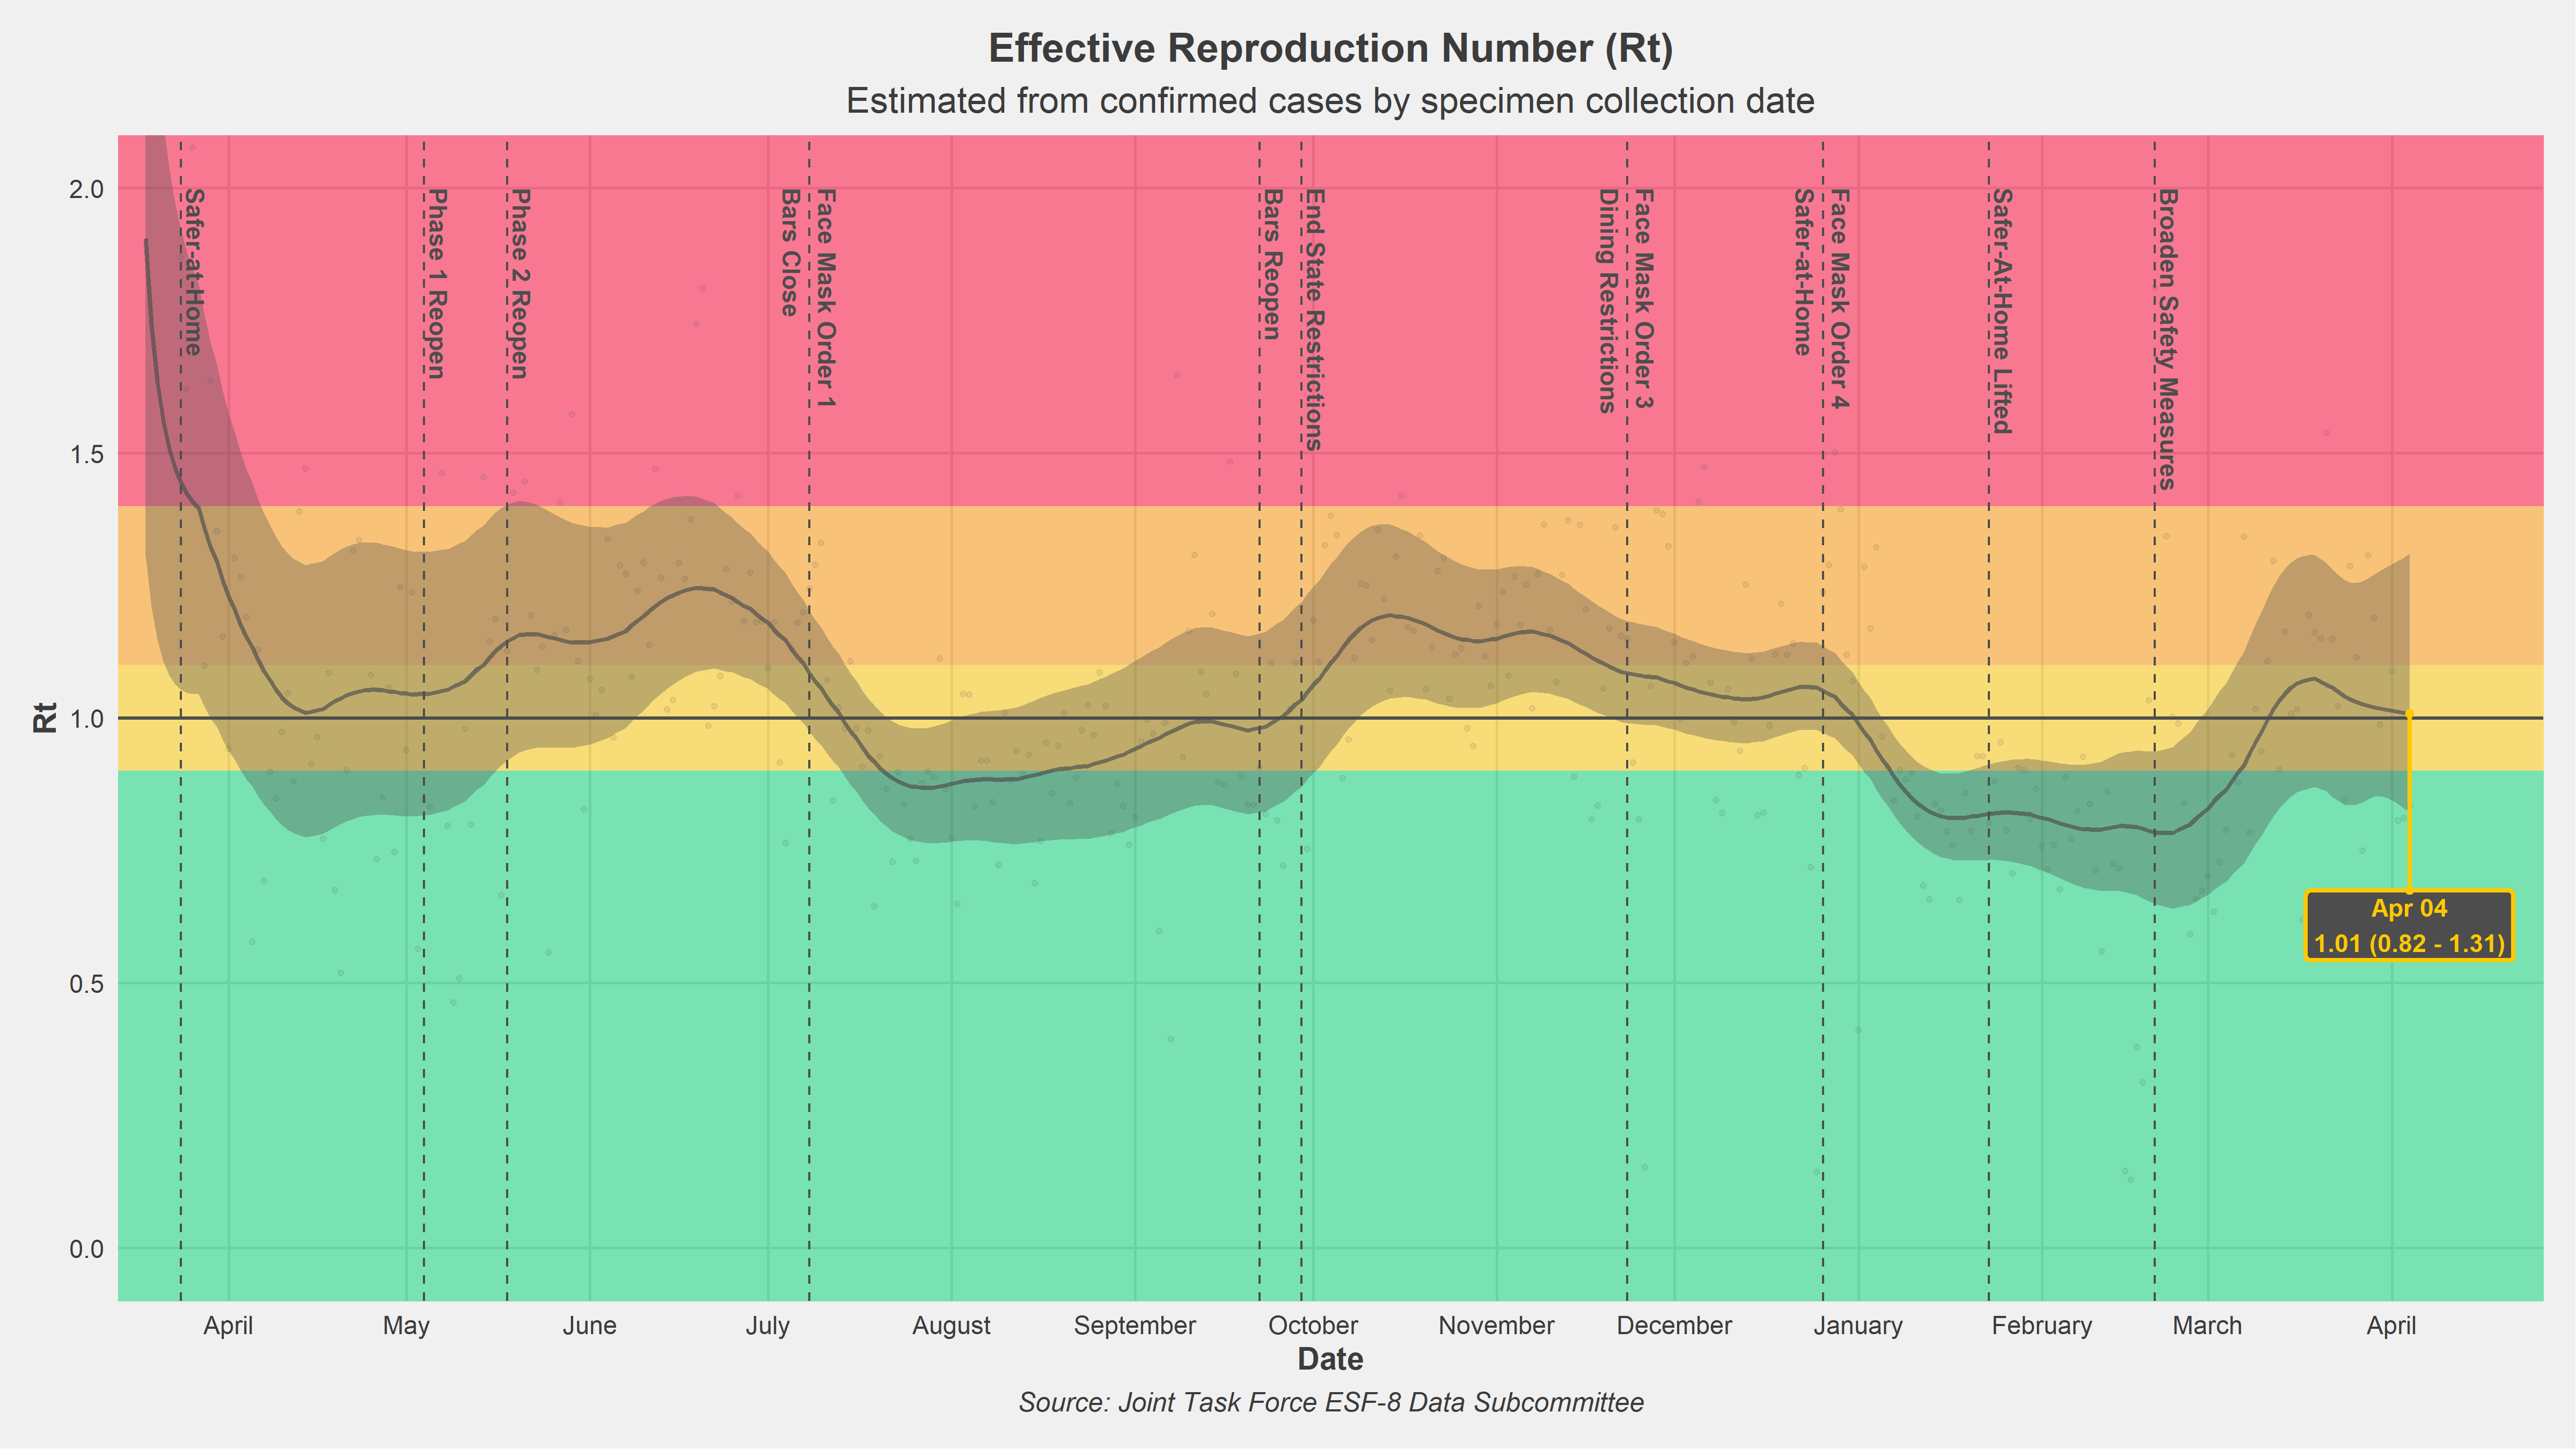 Effective Reproduction Number (Rt)
Estimated from confirmed cases by specimen collection date
Rt
2.0
1.5
1.0
0.5
0.0
Safer-at-Home
Phase 1 Reopen
Phase 2 Reopen
Bars Close
Face Mask Order 1
Bars Reopen
End State Restrictions
Dining Restrictions
Face Mask Order 3
Safer-at-Home
Face Mask Order 4
Safer-At-Home Lifted
Broaden Safety Measures
Apr 04
1.01 (0.82 - 1.31)
April May June July August September October November December January February March April
Date
Source: Joint Task Force ESF-8 Data Subcommittee